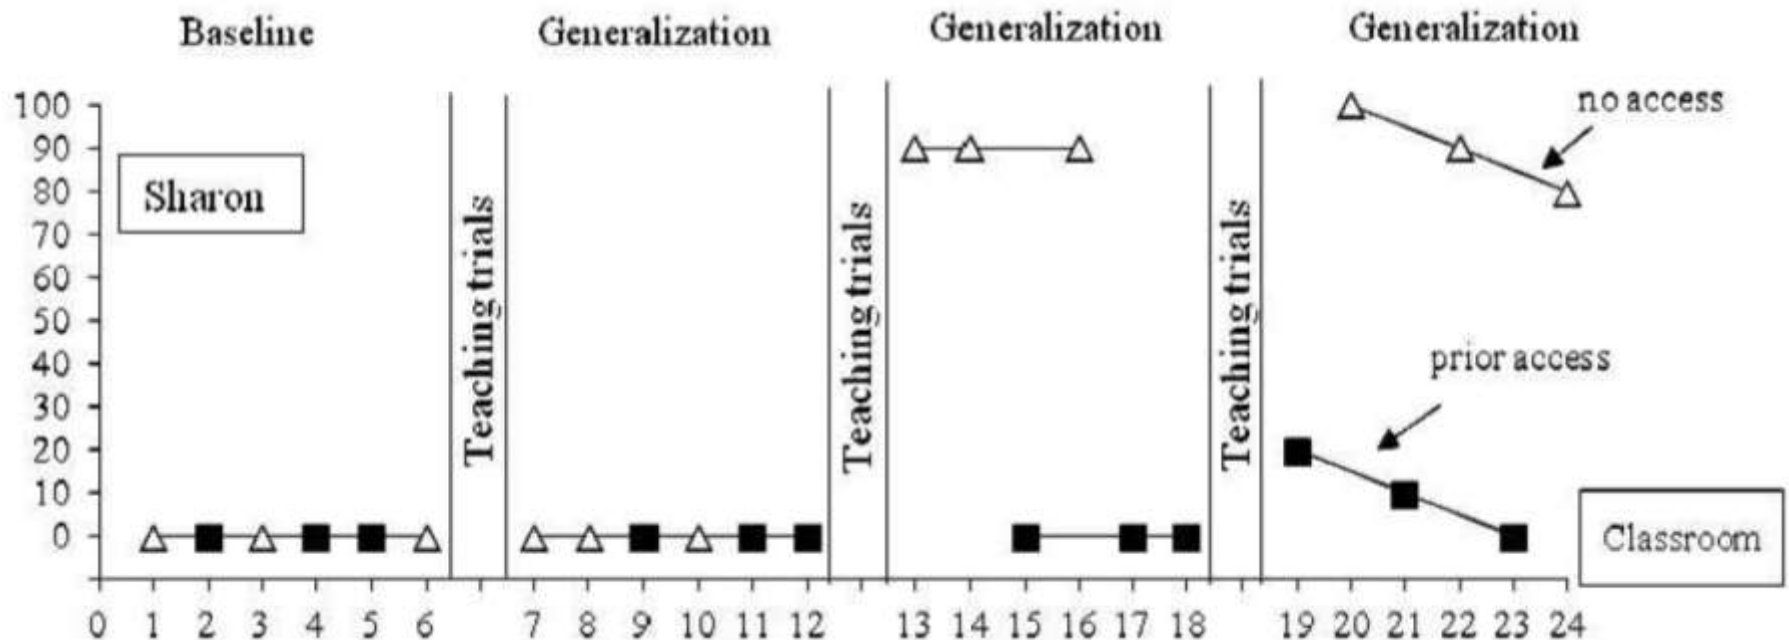 Baseline
Generalization
Generalization
Generalization
100
90
80
70
60
50
40
30
20
10
0
Sharon
Teaching trials
Teaching trials
Teaching trials
no access
prior access
Classroom
0 1 2 3 4 5 6 7 8 9 10 11 12 13 14 15 16 17 18 19 20 21 22 23 24